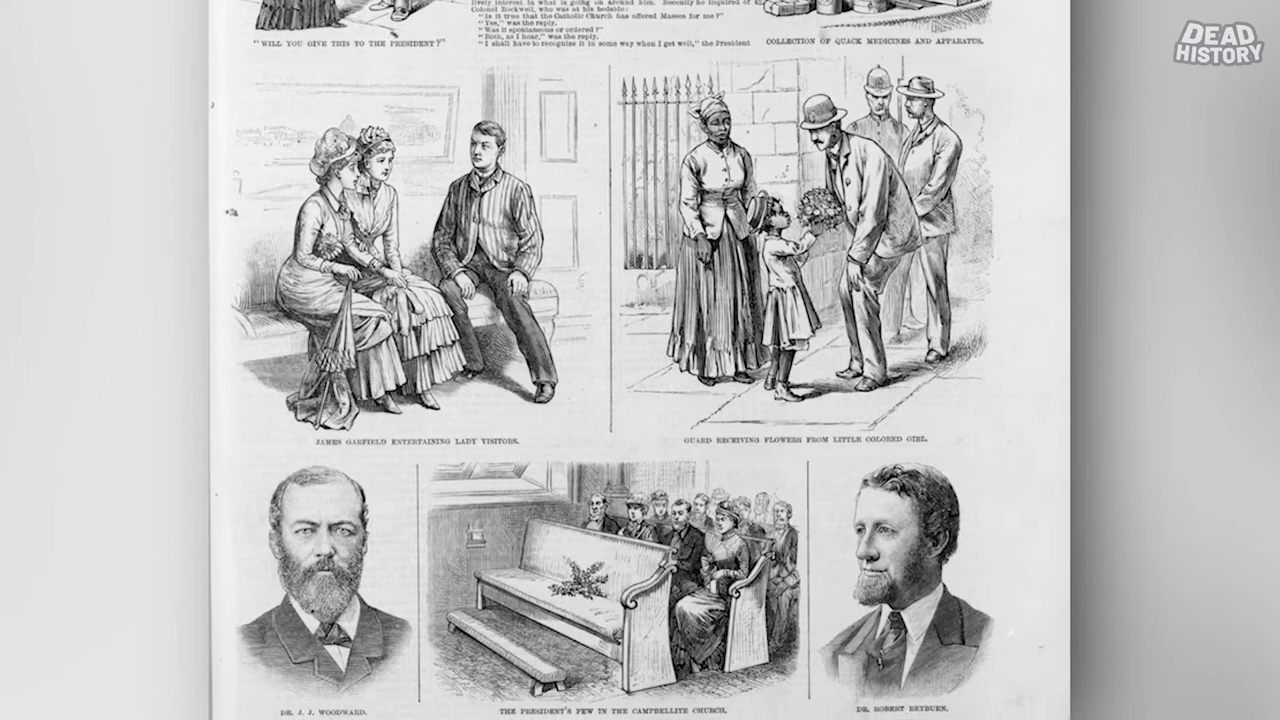 lively interest in what is going on around him. Recently he inquired of
Colonel Rockwell, who was at his bedside:
"Is it true that the Catholic Church has offered Masses for me?"
"Yes," was the reply.
"Was it spontaneous or ordered?"
"Both, as I hear," was the reply.
"I shall have to recognize it in some way when I get well," the President
"WILL YOU GIVE THIS TO THE PRESIDENT?"
COLLECTION OF QUACK MEDICINES AND APPARATUS.
DEAD
HISTORY
JAMES GARFIELD ENTERTAINING LADY VISITORS.
GUARD RECEIVING FLOWERS FROM LITTLE COLORED GIRL.
DR. J. J. WOODWARD.
THE PRESIDENT'S PEW IN THE CAMPBELLITE CHURCH.
DR. ROBERT REYBURN.